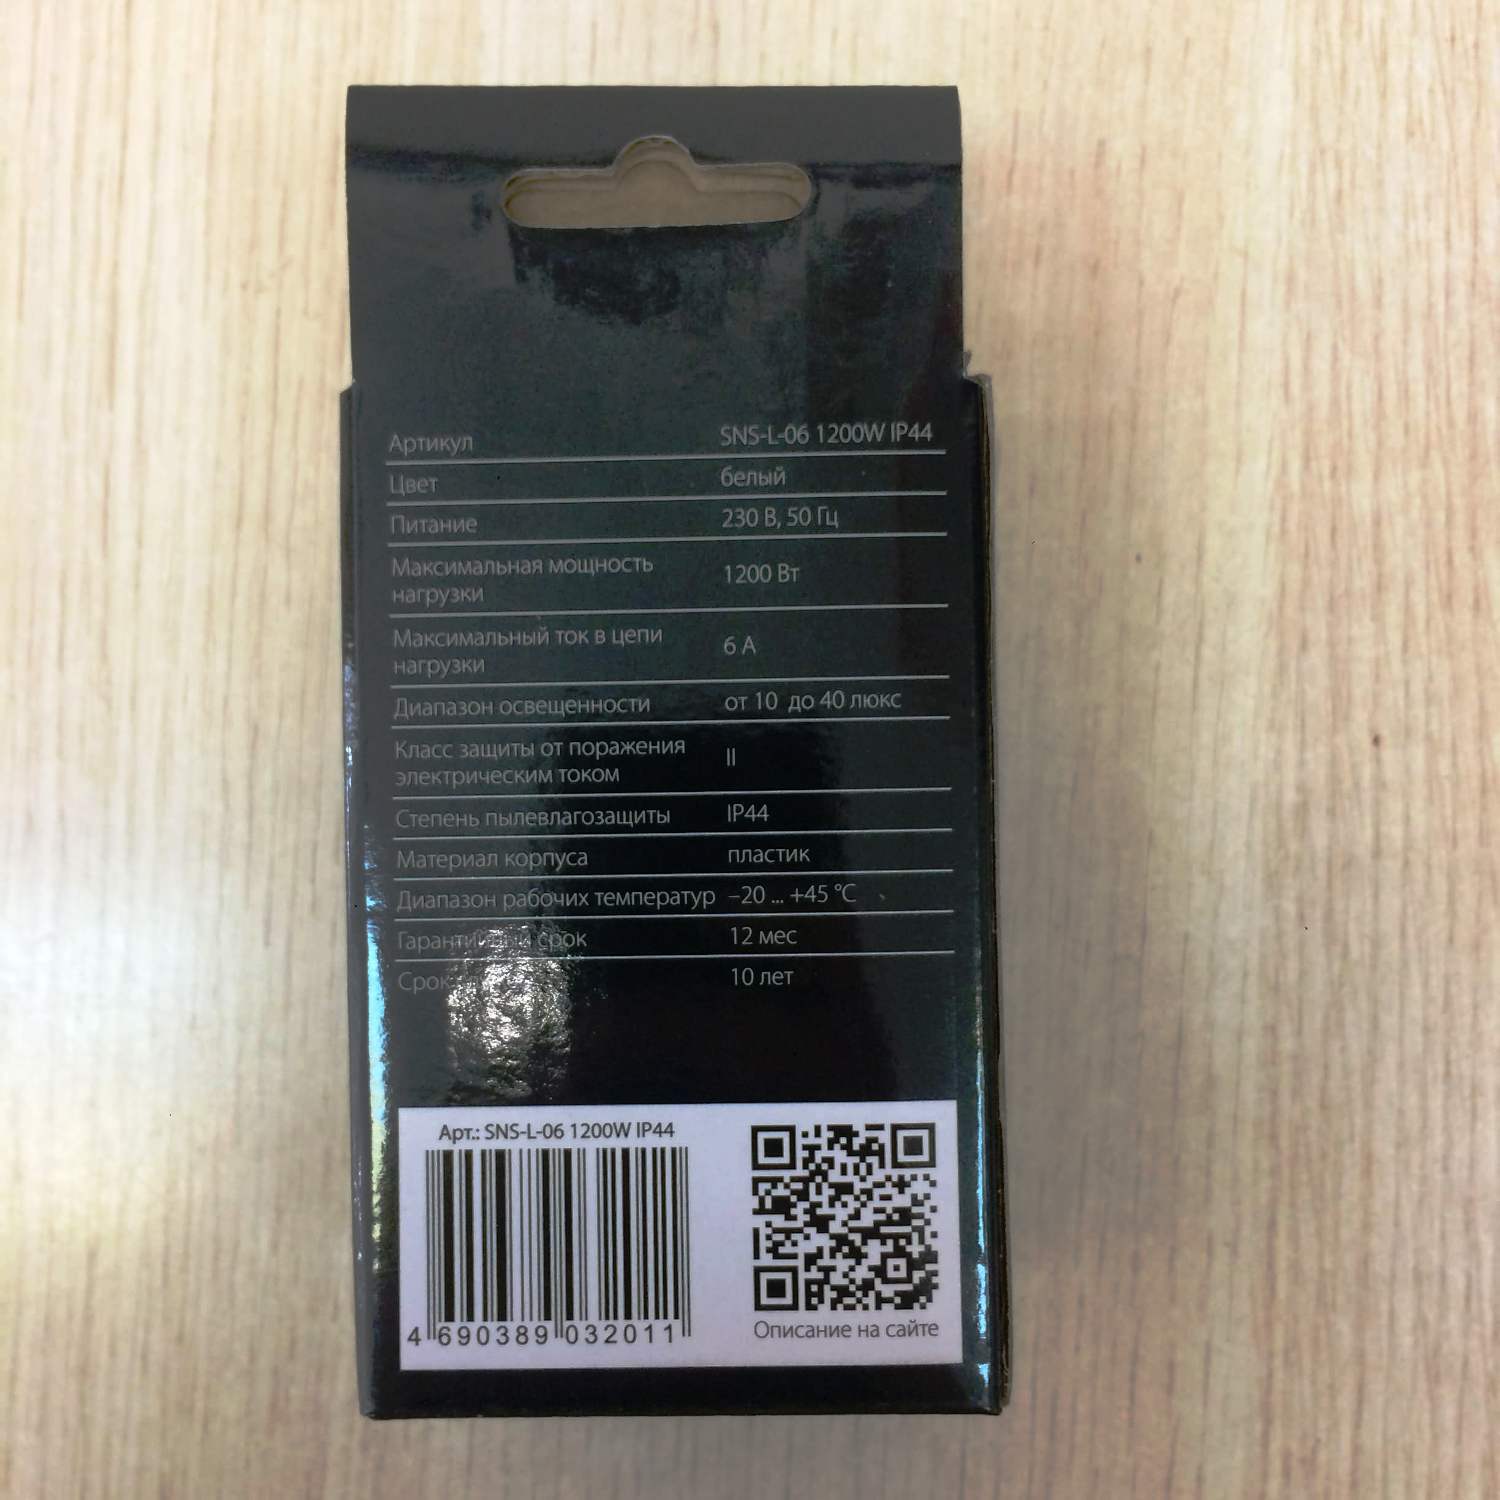 Артикул SNS-L-06 1200W IP44
Цвет белый
Питание 230 В, 50 Гц
Максимальная мощность
нагрузки 1200 Вт
Максимальный ток в цепи
нагрузки 6 А
Диапазон освещенности от 10 до 40 люкс
Класс защиты от поражения
электрическим током II
Степень пылевлагозащиты IP44
Материал корпуса пластик
Диапазон рабочих температур –20 ... +45 °C
Гарантийный срок 12 мес
Срок 10 лет
Арт.: SNS-L-06 1200W IP44
4 690389 032011
Описание на сайте